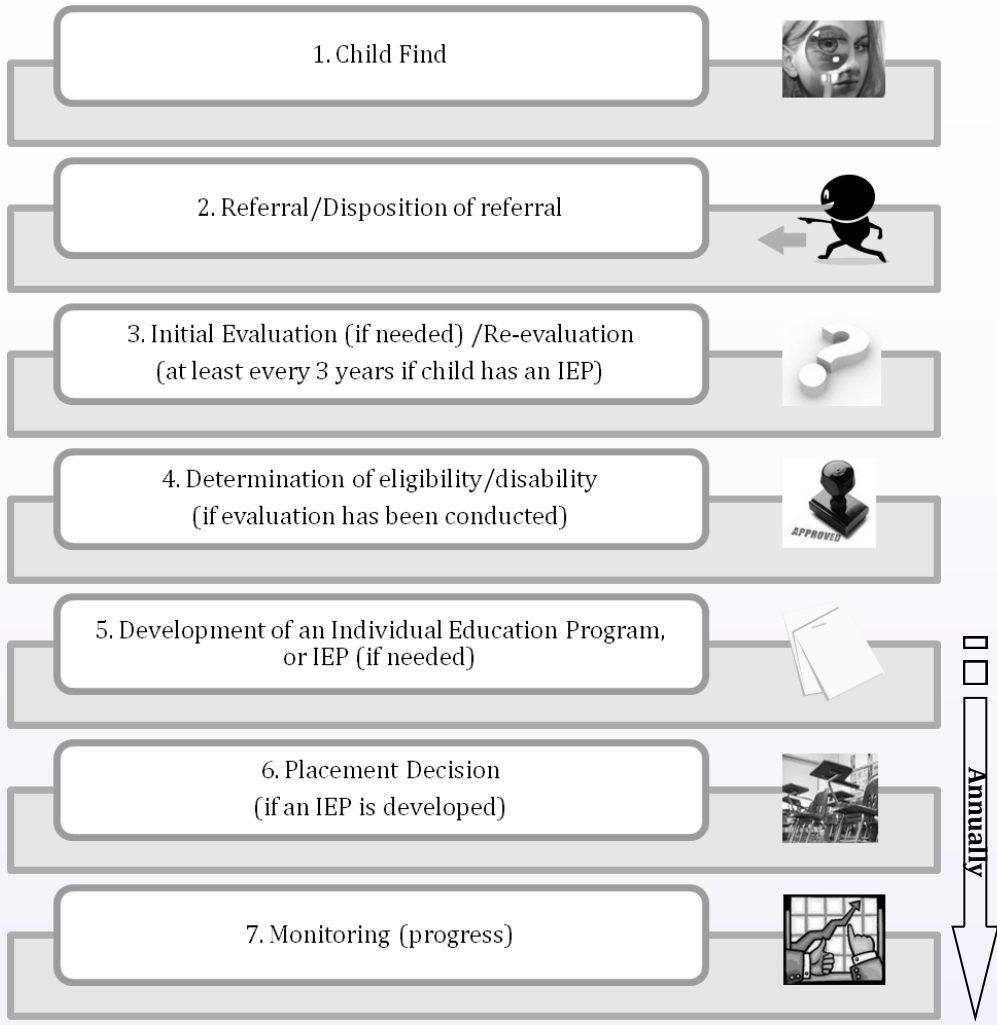 1. Child Find
2. Referral/Disposition of referral
3. Initial Evaluation (if needed) /Re-evaluation
(at least every 3 years if child has an IEP)
4. Determination of eligibility/disability
(if evaluation has been conducted)
APPROVED
5. Development of an Individual Education Program,
or IEP (if needed)
6. Placement Decision
(if an IEP is developed)
Annually
7. Monitoring (progress)